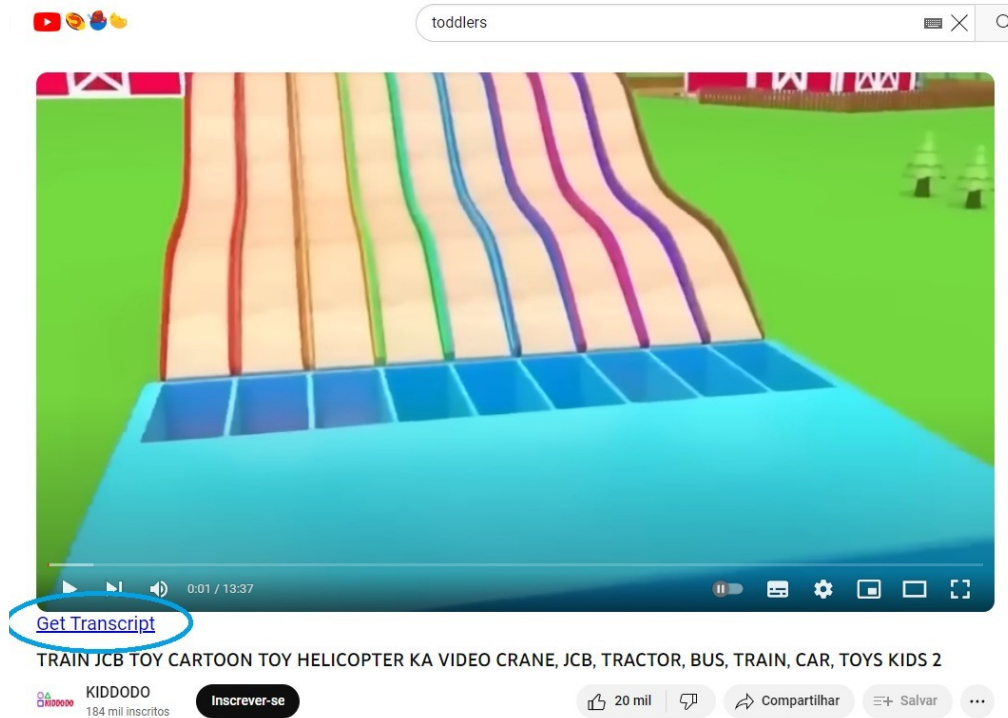 toddlers
0:01 / 13:37
Get Transcript
TRAIN JCB TOY CARTOON TOY HELICOPTER KA VIDEO CRANE, JCB, TRACTOR, BUS, TRAIN, CAR, TOYS KIDS 2
KIDDODO
KIDDODO
184 mil inscritos
Inscrever-se
20 mil
Compartilhar
Salvar